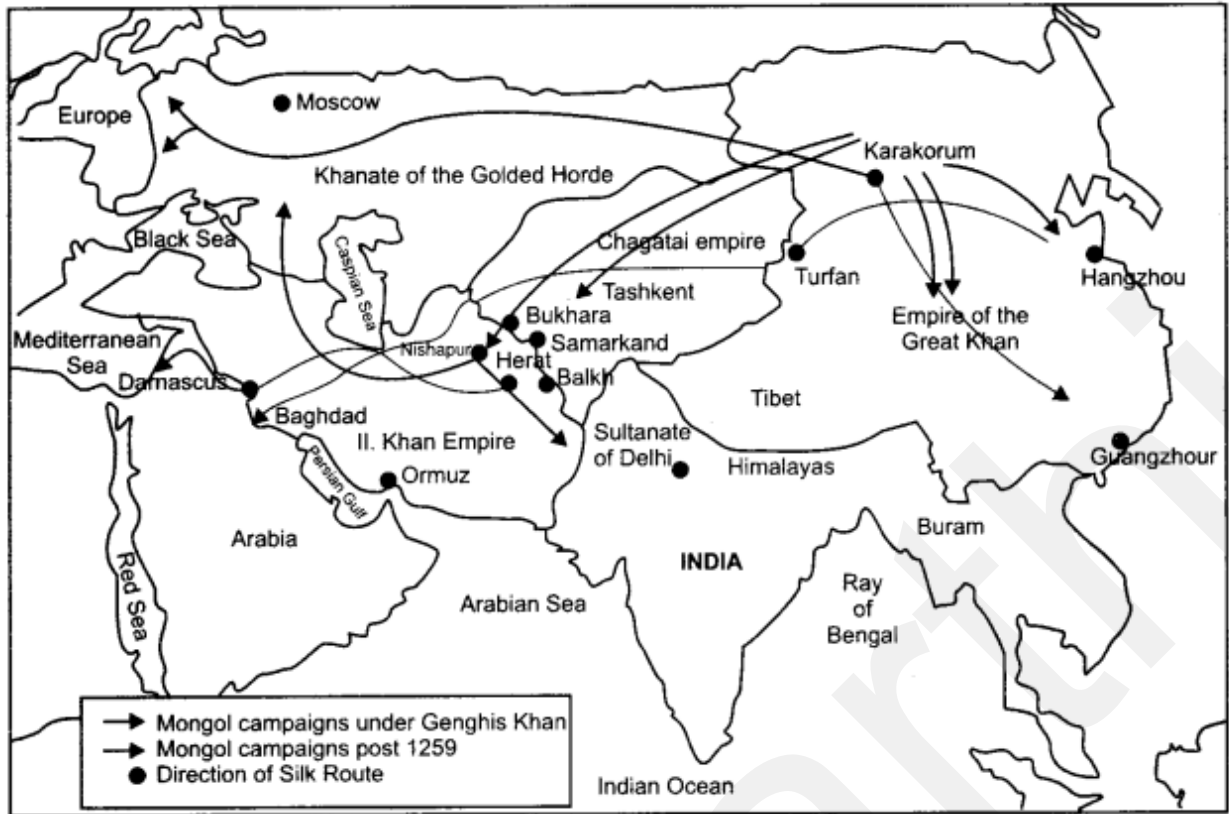 Europe
Moscow
Karakorum
Khanate of the Golded Horde
Black Sea
Caspian Sea
Chagatai empire
Turfan
Hangzhou
Tashkent
Mediterranean
Sea
Bukhara
Samarkand
Empire of the
Great Khan
Nishapur
Herat
Balkh
Damascus
Tibet
Baghdad
II. Khan Empire
Sultanate
of Delhi
Himalayas
Guangzhour
Ormuz
Persian Gulf
Arabia
Buram
Red Sea
INDIA
Arabian Sea
Ray
of
Bengal
Mongol campaigns under Genghis Khan
Mongol campaigns post 1259
Direction of Silk Route
Indian Ocean